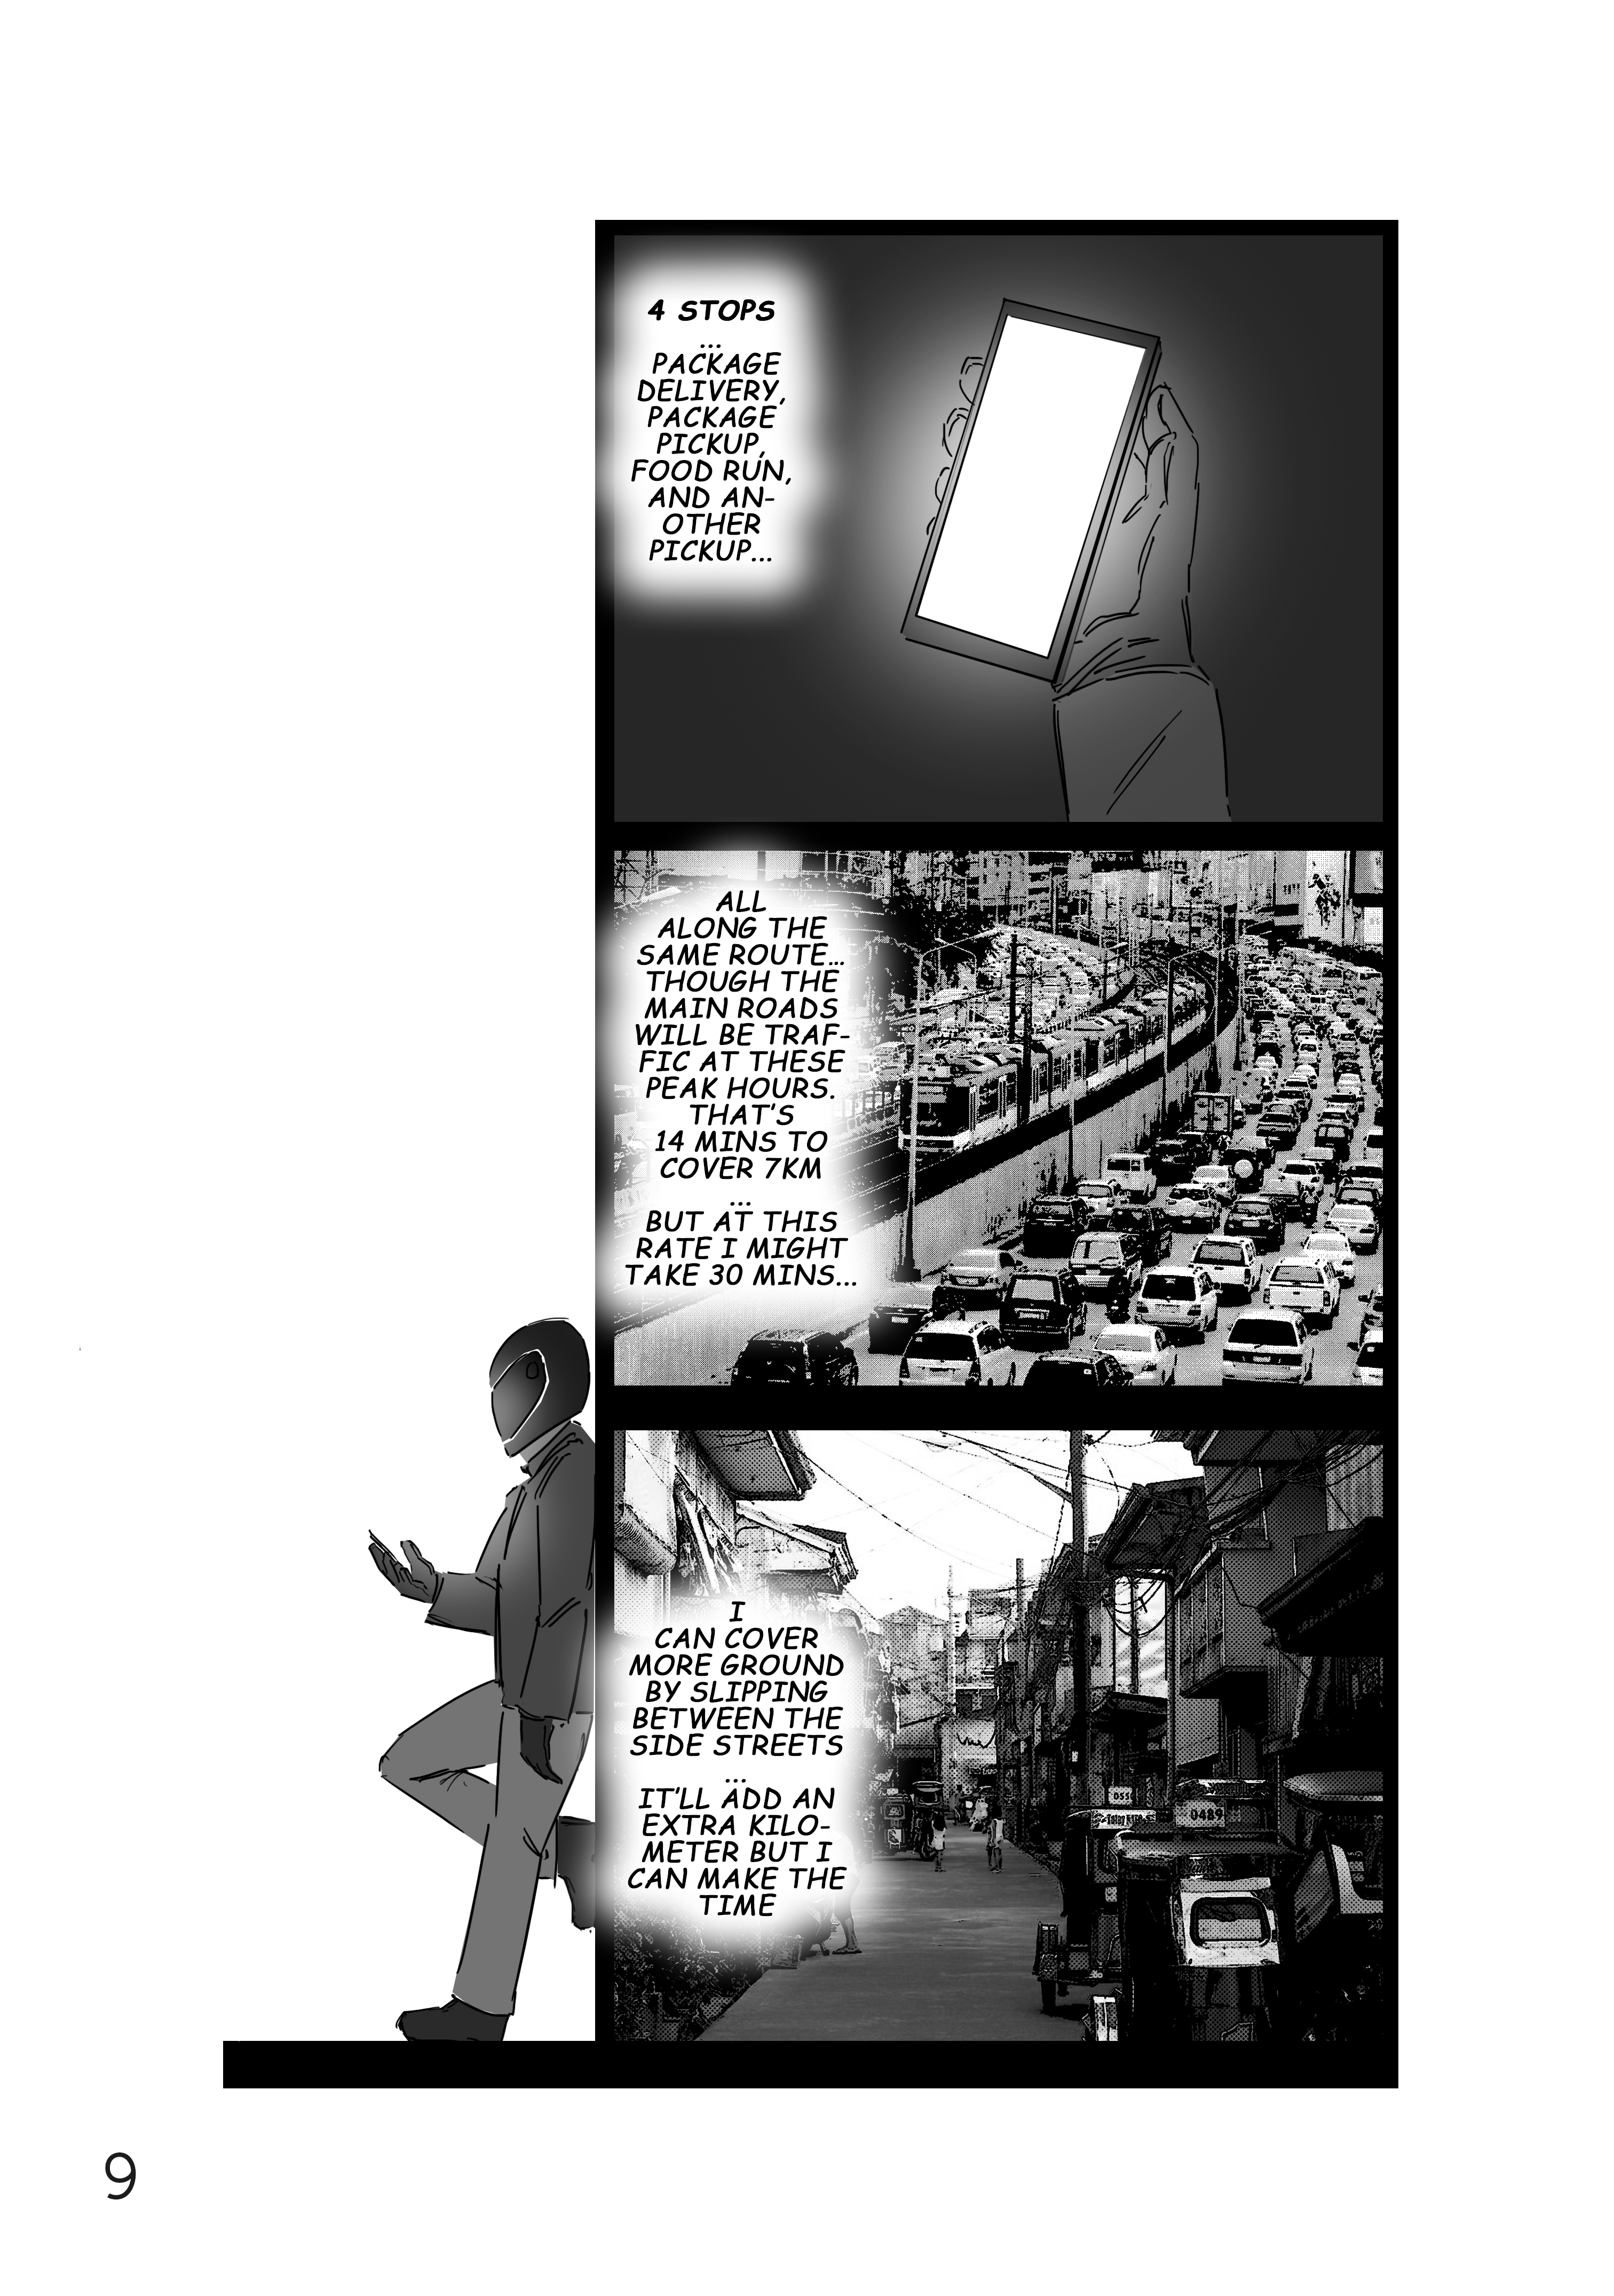 4 STOPS
...
PACKAGE
DELIVERY,
PACKAGE
PICKUP,
FOOD RUN,
AND AN-
OTHER
PICKUP...
ALL
ALONG THE
SAME ROUTE...
THOUGH THE
MAIN ROADS
WILL BE TRAF-
FIC AT THESE
PEAK HOURS.
THAT'S
14 MINS TO
COVER 7KM
...
BUT AT THIS
RATE I MIGHT
TAKE 30 MINS...
I
CAN COVER
MORE GROUND
BY SLIPPING
BETWEEN THE
SIDE STREETS
...
IT'LL ADD AN
EXTRA KILO-
METER BUT I
CAN MAKE THE
TIME
0489
9